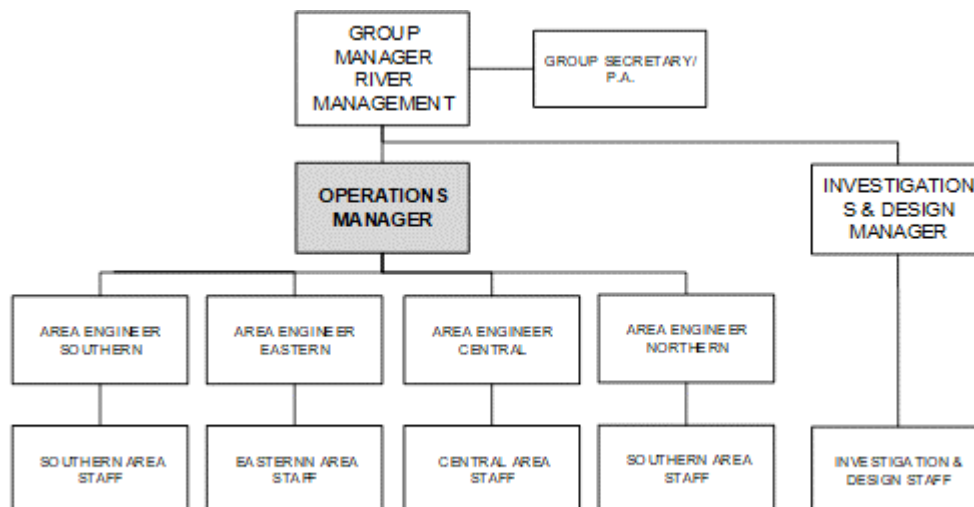 GROUP
MANAGER
RIVER
MANAGEMENT
GROUP SECRETARY/
P.A.
OPERATIONS
MANAGER
INVESTIGATION
S & DESIGN
MANAGER
AREA ENGINEER
SOUTHERN
AREA ENGINEER
EASTERN
AREA ENGINEER
CENTRAL
AREA ENGINEER
NORTHERN
SOUTHERN AREA
STAFF
EASTERNN AREA
STAFF
CENTRAL AREA
STAFF
SOUTHERN AREA
STAFF
INVESTIGATION &
DESIGN STAFF